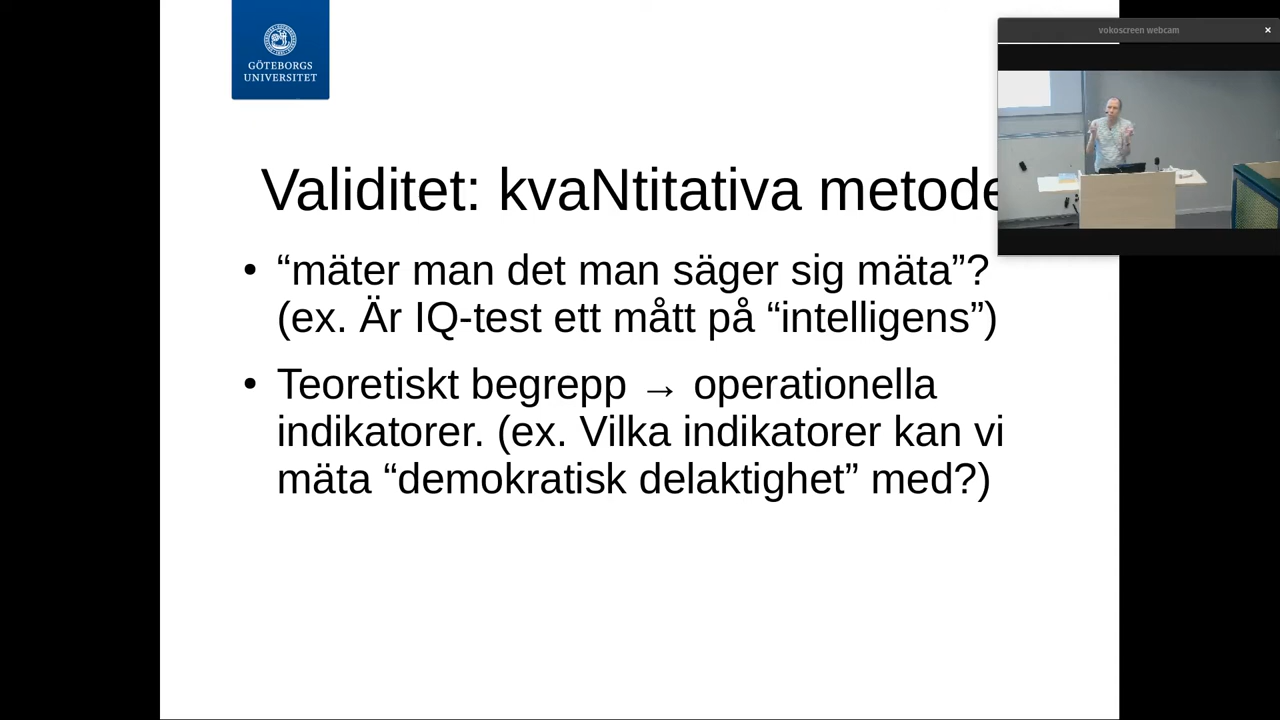 GÖTEBORGS
UNIVERSITET
vokoscreen webcam
Validitet: kvaNtitativa metode
• “mäter man det man säger sig mäta”?
(ex. Är IQ-test ett mått på “intelligens”)
• Teoretiskt begrepp → operationella
indikatorer. (ex. Vilka indikatorer kan vi
mäta “demokratisk delaktighet” med?)